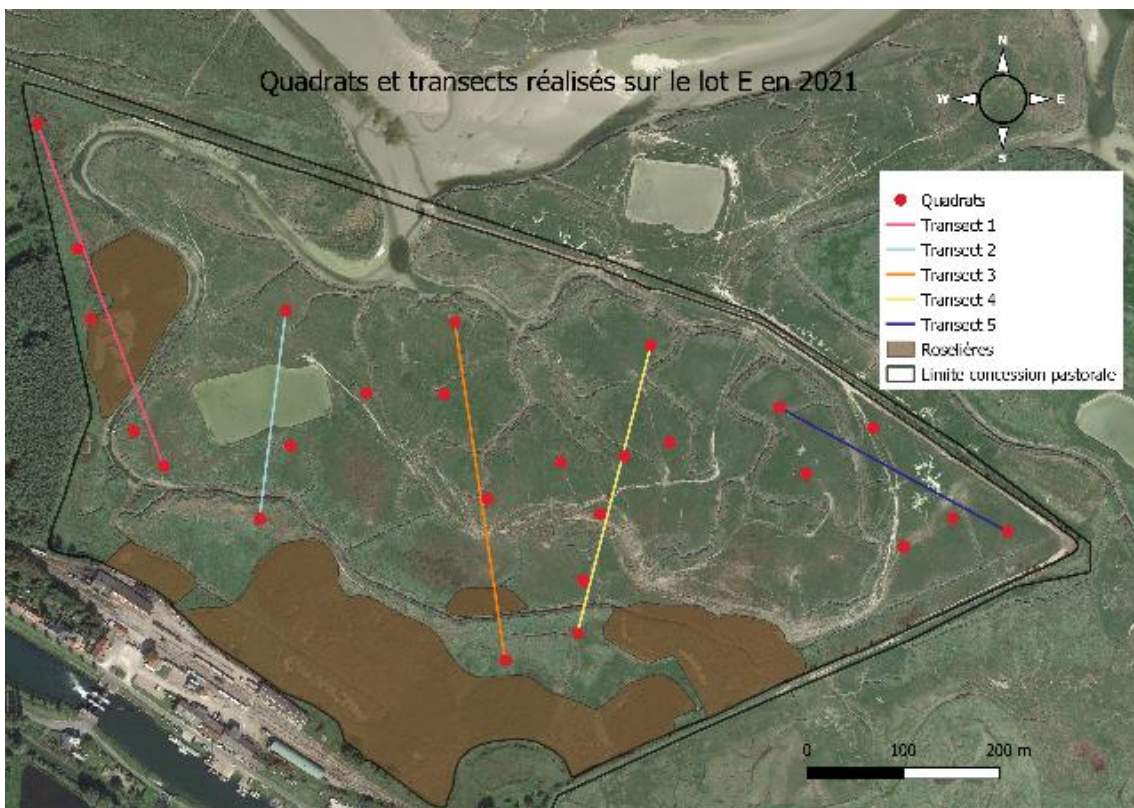 Quadrats et transects réalisés sur le lot E en 2021
N
W E
S
Quadrats
Transect 1
Transect 2
Transect 3
Transect 4
Transect 5
Roselières
Limite concession pastorale
0 100 200 m